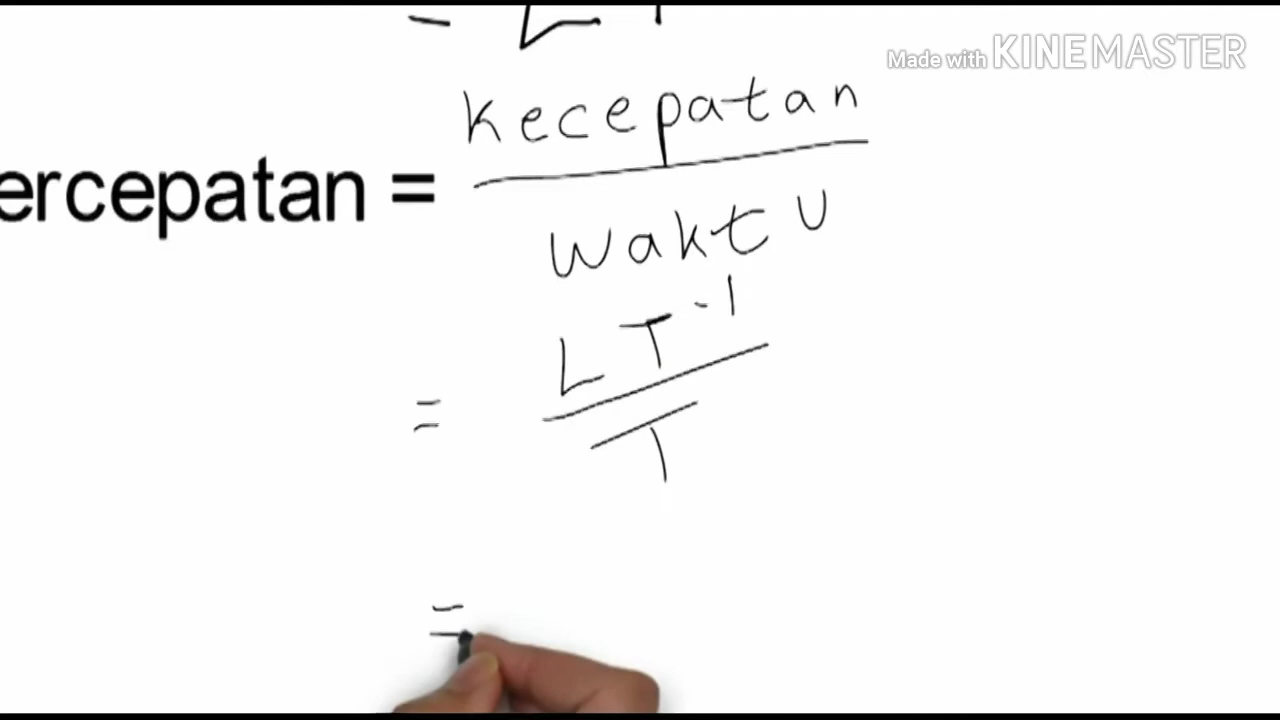 Made with KINEMASTER
Kecepatan
ercepatan =
Waktu
LT⁻¹
=
T
=